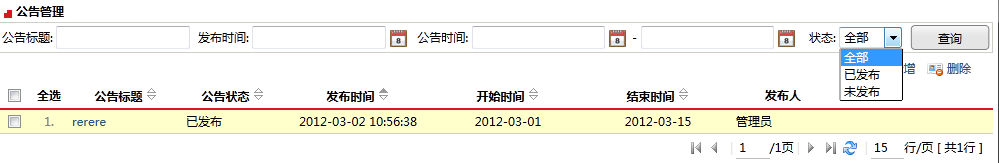 公告管理
公告标题: 发布时间: 8 公告时间: 8 - 8 状态: 全部 查询
全部
已发布
未发布
增 删除
全选 公告标题 公告状态 发布时间 开始时间 结束时间 发布人
1. rerere 已发布 2012-03-02 10:56:38 2012-03-01 2012-03-15 管理员
1 /1页 15 行/页 [ 共1行 ]